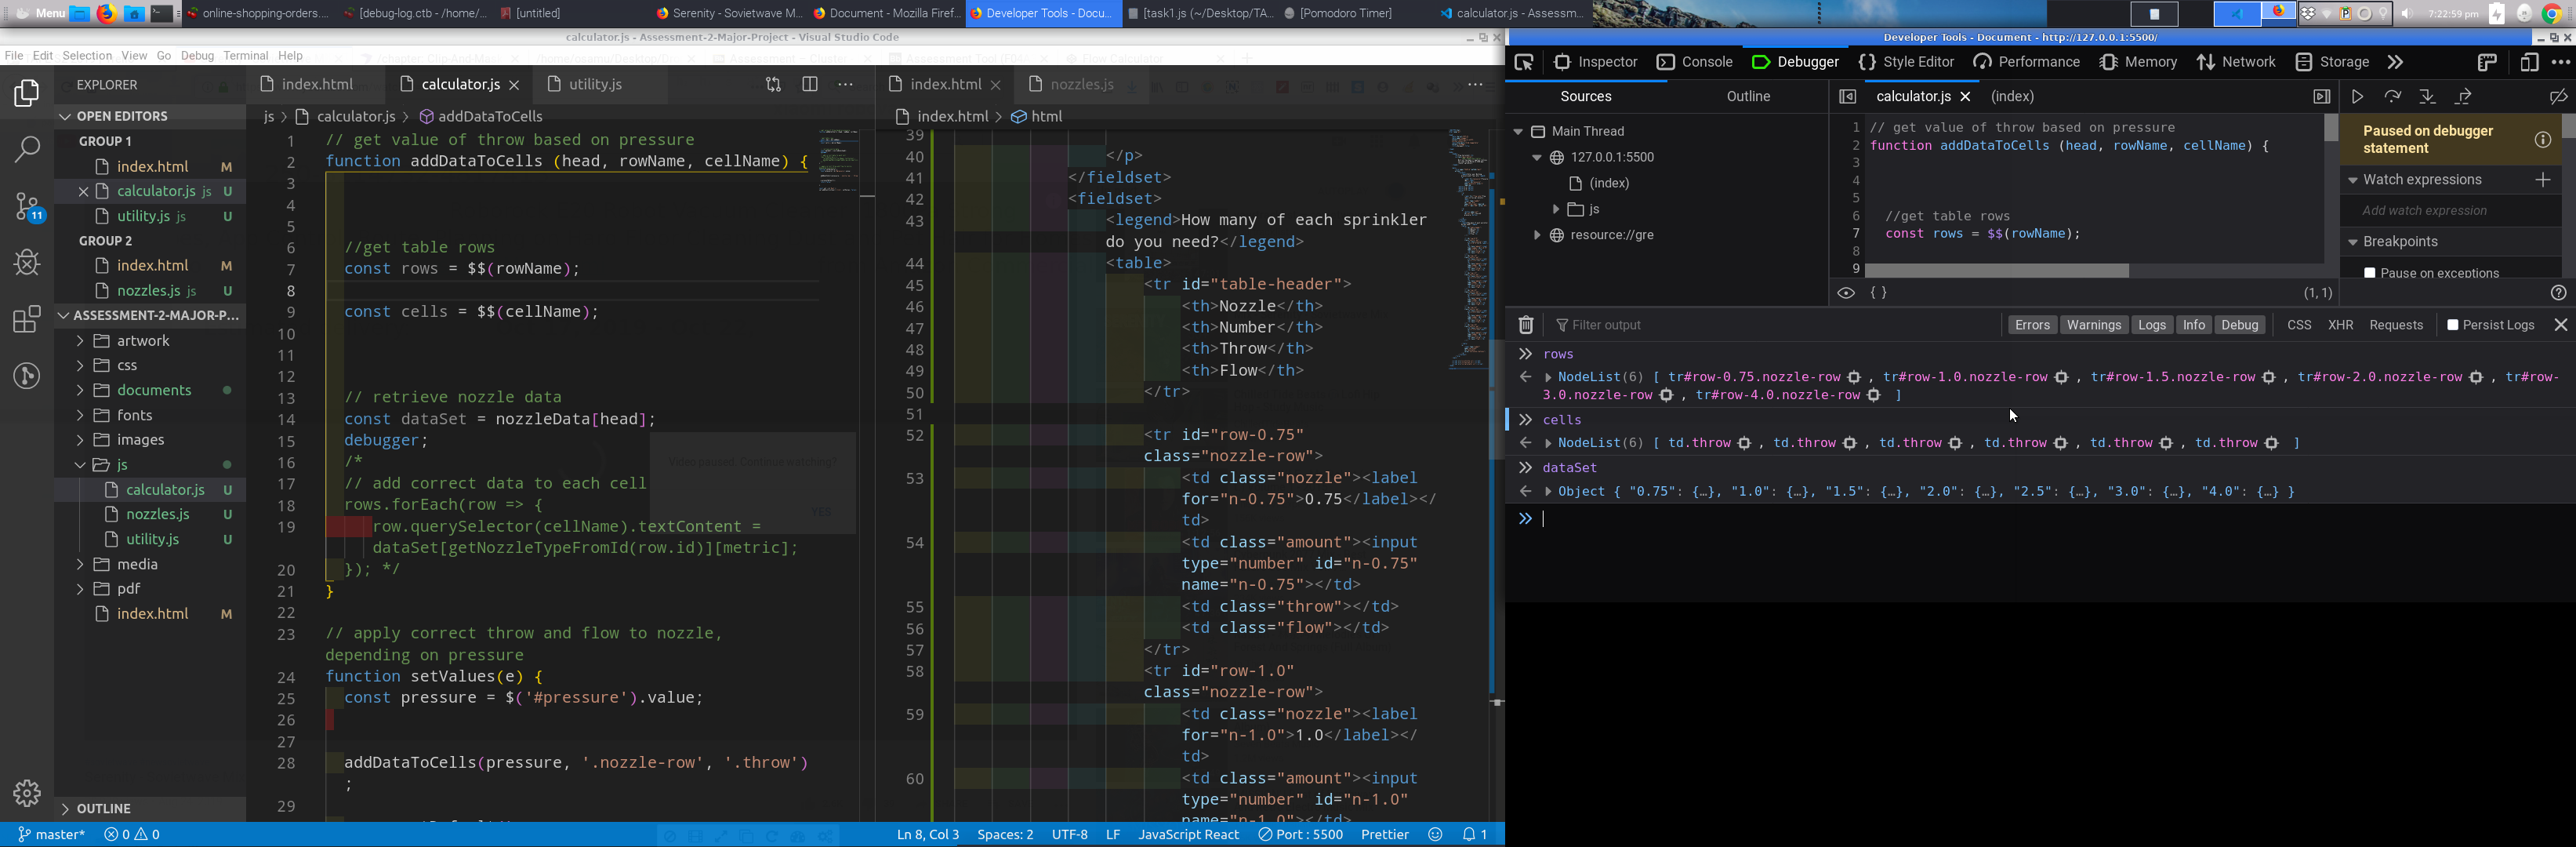 Menu
online-shopping-orders....
[debug-log.ctb - /home/...
[untitled]
Serenity - Sovietwave M...
Document - Mozilla Firef...
Developer Tools - Docu...
[task1.js (~/Desktop/TA...
[Pomodoro Timer]
calculator.js - Assessm...
7:22:59 pm
calculator.js - Assessment-2-Major-Project - Visual Studio Code
File Edit Selection View Go Debug Terminal Help
EXPLORER
OPEN EDITORS
GROUP 1
index.html M
calculator.js js U
utility.js js U
GROUP 2
index.html M
nozzles.js js U
ASSESSMENT-2-MAJOR-P...
artwork
css
documents
fonts
images
js
calculator.js U
nozzles.js U
utility.js U
media
pdf
index.html M
OUTLINE
11
index.html calculator.js utility.js
js > calculator.js > addDataToCells
1 // get value of throw based on pressure
2 function addDataToCells (head, rowName, cellName) {
3
4
5
6 //get table rows
7 const rows = $$(rowName);
8
9 const cells = $$(cellName);
10
11
12
13 // retrieve nozzle data
14 const dataSet = nozzleData[head];
15 debugger;
16 /*
17 // add correct data to each cell
18 rows.forEach(row => {
19 row.querySelector(cellName).textContent =
dataSet[getNozzleTypeFromId(row.id)][metric];
20 }); */
21 }
22
23 // apply correct throw and flow to nozzle,
depending on pressure
24 function setValues(e) {
25 const pressure = $('#pressure').value;
26
27
28 addDataToCells(pressure, '.nozzle-row', '.throw')
;
29
Video paused. Continue watching?
YES
index.html nozzles.js
index.html > html
39
40 </p>
41 </fieldset>
42 <fieldset>
43 <legend>How many of each sprinkler
do you need?</legend>
44 <table>
45 <tr id="table-header">
46 <th>Nozzle</th>
47 <th>Number</th>
48 <th>Throw</th>
49 <th>Flow</th>
50 </tr>
51
52 <tr id="row-0.75"
class="nozzle-row">
53 <td class="nozzle"><label
for="n-0.75">0.75</label></
td>
54 <td class="amount"><input
type="number" id="n-0.75"
name="n-0.75"></td>
55 <td class="throw"></td>
56 <td class="flow"></td>
57 </tr>
58 <tr id="row-1.0"
class="nozzle-row">
59 <td class="nozzle"><label
for="n-1.0">1.0</label></
td>
60 <td class="amount"><input
type="number" id="n-1.0"
name="n-1.0"></td>
master* 0 0
Ln 8, Col 3 Spaces: 2 UTF-8 LF JavaScript React Port : 5500 Prettier 1
Developer Tools - Document - http://127.0.0.1:5500/
Inspector Console Debugger Style Editor Performance Memory Network Storage
Sources Outline
Main Thread
127.0.0.1:5500
(index)
js
resource://gre
calculator.js (index)
1 // get value of throw based on pressure
2 function addDataToCells (head, rowName, cellName) {
3
4
5
6 //get table rows
7 const rows = $$(rowName);
8
9
{ } (1, 1)
Paused on debugger
statement
Watch expressions
Add watch expression
Breakpoints
Pause on exceptions
Filter output
Errors Warnings Logs Info Debug CSS XHR Requests Persist Logs
rows
NodeList(6) [ tr#row-0.75.nozzle-row , tr#row-1.0.nozzle-row , tr#row-1.5.nozzle-row , tr#row-2.0.nozzle-row , tr#row-
3.0.nozzle-row , tr#row-4.0.nozzle-row ]
cells
NodeList(6) [ td.throw , td.throw , td.throw , td.throw , td.throw , td.throw ]
dataSet
Object { "0.75": {…}, "1.0": {…}, "1.5": {…}, "2.0": {…}, "2.5": {…}, "3.0": {…}, "4.0": {…} }